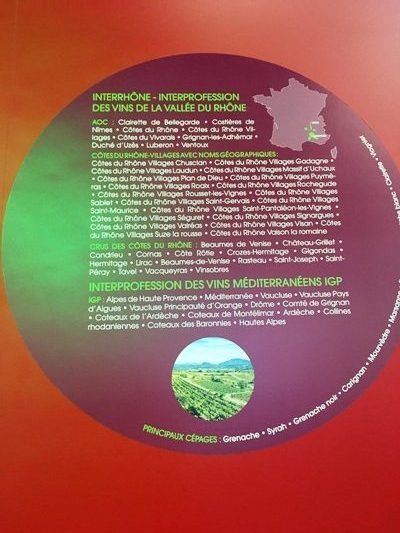 INTERRHÔNE - INTERPROFESSION
DES VINS DE LA VALLÉE DU RHÔNE
AOC : Clairette de Bellegarde • Costières de
Nîmes • Côtes du Rhône • Côtes du Rhône Vil-
lages • Côtes du Vivarais • Grignan-les-Adhémar •
Duché d'Uzès • Luberon • Ventoux
CÔTES DU RHÔNE-VILLAGES AVEC NOMS GÉOGRAPHIQUES :
Côtes du Rhône Villages Chusclan • Côtes du Rhône Villages Gadagne •
Côtes du Rhône Villages Laudun • Côtes du Rhône Villages Massif d'Uchaux
• Côtes du Rhône Villages Plan de Dieu • Côtes du Rhône Villages Puymé-
ras • Côtes du Rhône Villages Roaix • Côtes du Rhône Villages Rochegude
• Côtes du Rhône Villages Rousset-les-Vignes • Côtes du Rhône Villages
Sablet • Côtes du Rhône Villages Saint-Gervais • Côtes du Rhône Villages
Saint-Maurice • Côtes du Rhône Villages Saint-Pantaléon-les-Vignes •
Côtes du Rhône Villages Séguret • Côtes du Rhône Villages Signargues •
Côtes du Rhône Villages Valréas • Côtes du Rhône Villages Visan • Côtes
du Rhône Villages Suze la rousse • Côtes du Rhône Vaison la romaine
CRUS DES CÔTES DU RHÔNE : Beaumes de Venise • Château-Grillet •
Condrieu • Cornas • Côte Rôtie • Crozes-Hermitage • Gigondas •
Hermitage • Lirac • Beaumes-de-Venise • Rasteau • Saint-Joseph • Saint-
Péray • Tavel • Vacqueyras • Vinsobres
INTERPROFESSION DES VINS MÉDITERRANÉENS IGP
IGP : Alpes de Haute Provence • Méditerranée • Vaucluse • Vaucluse Pays
d'Aigues • Vaucluse Principauté d'Orange • Drôme • Comté de Grignan
• Coteaux de l'Ardèche • Coteaux de Montélimar • Ardèche • Collines
rhodaniennes • Coteaux des Baronnies • Hautes Alpes
PRINCIPAUX CÉPAGES : Grenache • Syrah • Grenache noir • Carignan • Mourvèdre •